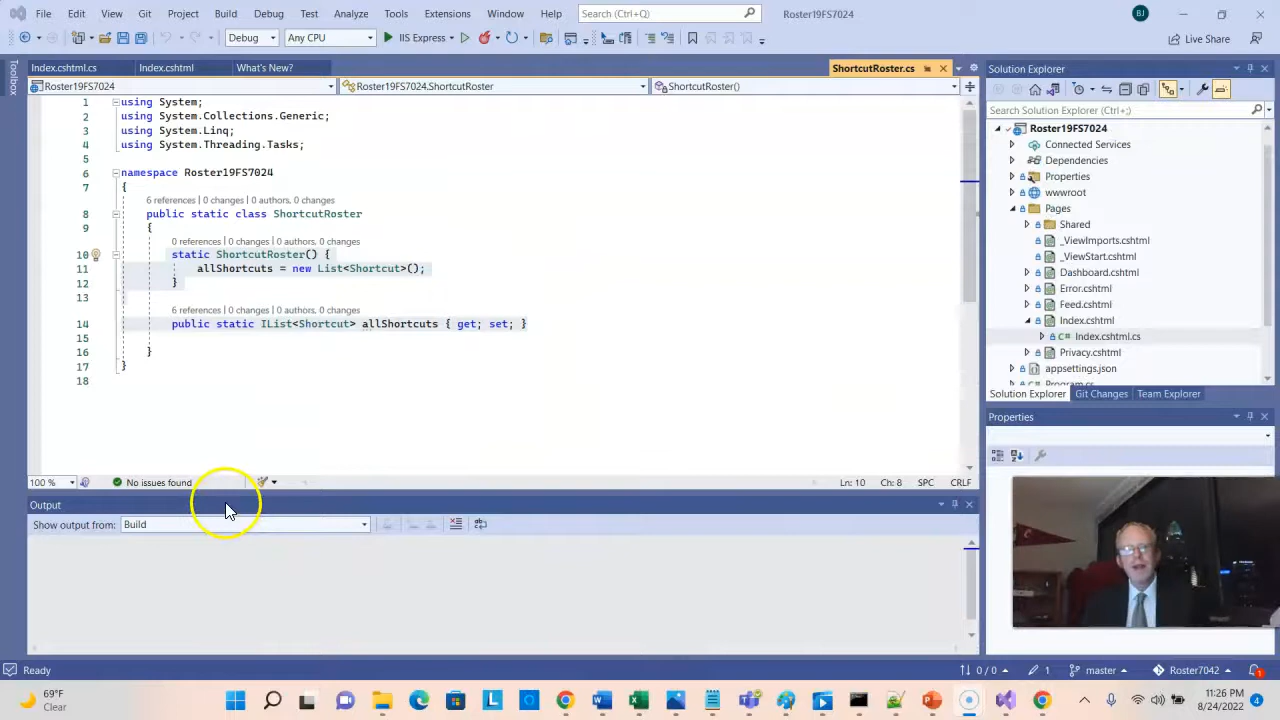 File Edit View Git Project Build Debug Test Analyze Tools Extensions Window Help Search (Ctrl+Q) Roster19FS7024 BJ
Debug Any CPU IIS Express Live Share
Index.cshtml.cs Index.cshtml What's New? ShortcutRoster.cs
Roster19FS7024 Roster19FS7024.ShortcutRoster ShortcutRoster()
1 using System;
2 using System.Collections.Generic;
3 using System.Linq;
4 using System.Threading.Tasks;
5
6 namespace Roster19FS7024
7 {
6 references | 0 changes | 0 authors, 0 changes
8 public static class ShortcutRoster
9 {
0 references | 0 changes | 0 authors, 0 changes
10 static ShortcutRoster() {
11 allShortcuts = new List<Shortcut>();
12 }
13
6 references | 0 changes | 0 authors, 0 changes
14 public static IList<Shortcut> allShortcuts { get; set; }
15
16 }
17 }
18
100 % No issues found Ln: 10 Ch: 8 SPC CRLF
Output
Show output from: Build
Toolbox
Solution Explorer
Search Solution Explorer (Ctrl+;)
Roster19FS7024
Connected Services
Dependencies
Properties
wwwroot
Pages
Shared
_ViewImports.cshtml
_ViewStart.cshtml
Dashboard.cshtml
Error.cshtml
Feed.cshtml
Index.cshtml
C# Index.cshtml.cs
Privacy.cshtml
appsettings.json
C# Program.cs
Solution Explorer Git Changes Team Explorer
Properties
Ready 0 / 0 1 master Roster7042 1
69°F
Clear
11:26 PM
8/24/2022
4